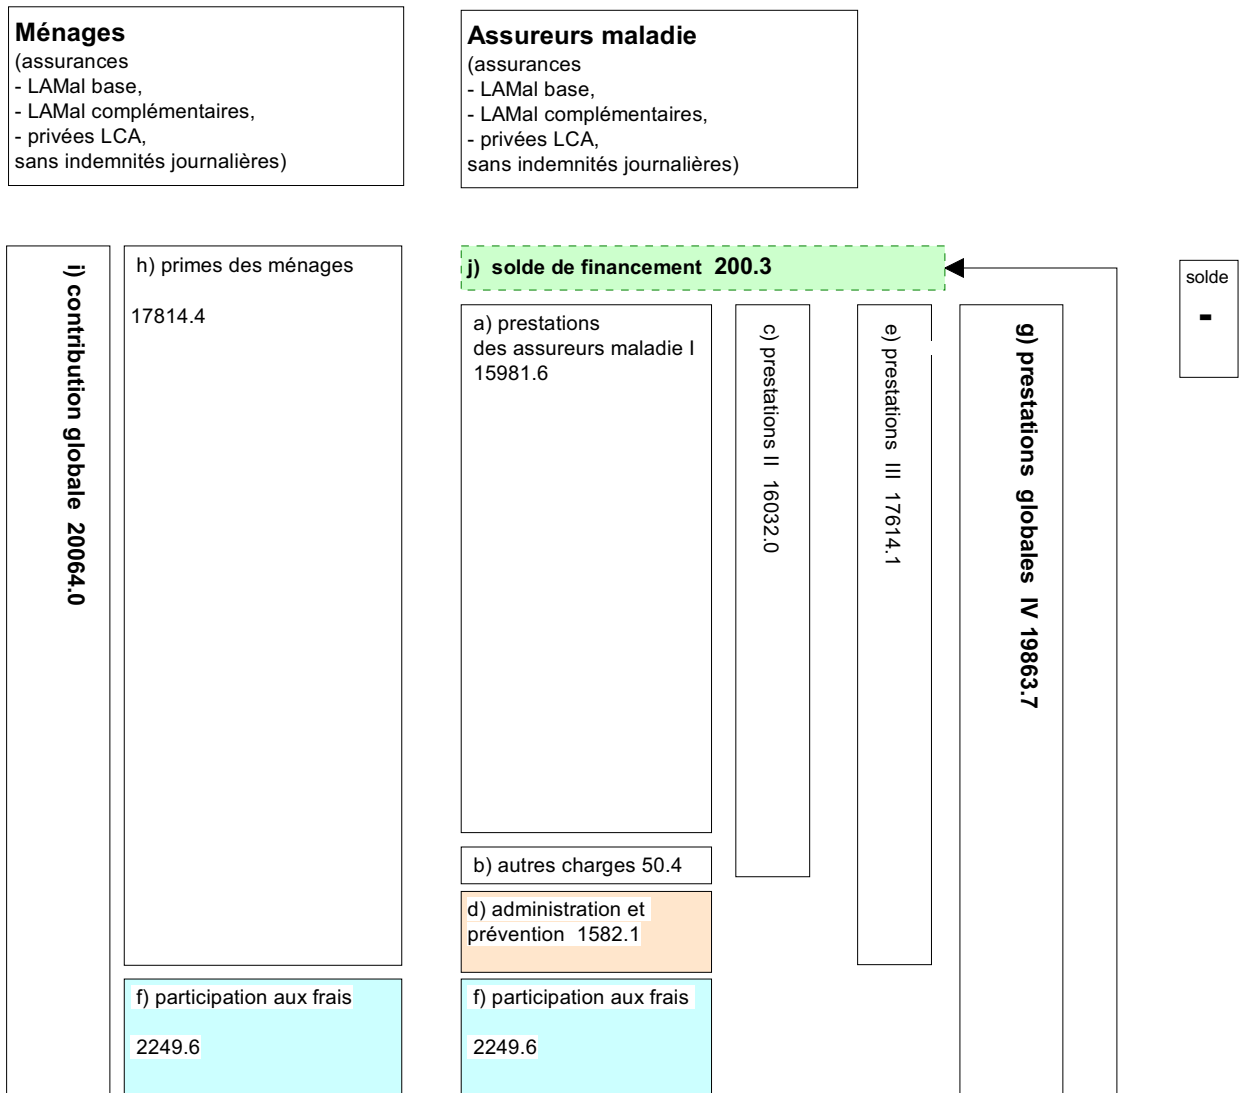 Ménages
(assurances
- LAMal base,
- LAMal complémentaires,
- privées LCA,
sans indemnités journalières)
Assureurs maladie
(assurances
- LAMal base,
- LAMal complémentaires,
- privées LCA,
sans indemnités journalières)
i) contribution globale 20064.0
h) primes des ménages
17814.4
j) solde de financement 200.3
a) prestations
des assureurs maladie I
15981.6
c) prestations II 16032.0
e) prestations III 17614.1
g) prestations globales IV 19863.7
solde
-
b) autres charges 50.4
d) administration et
prévention 1582.1
f) participation aux frais
2249.6
f) participation aux frais
2249.6